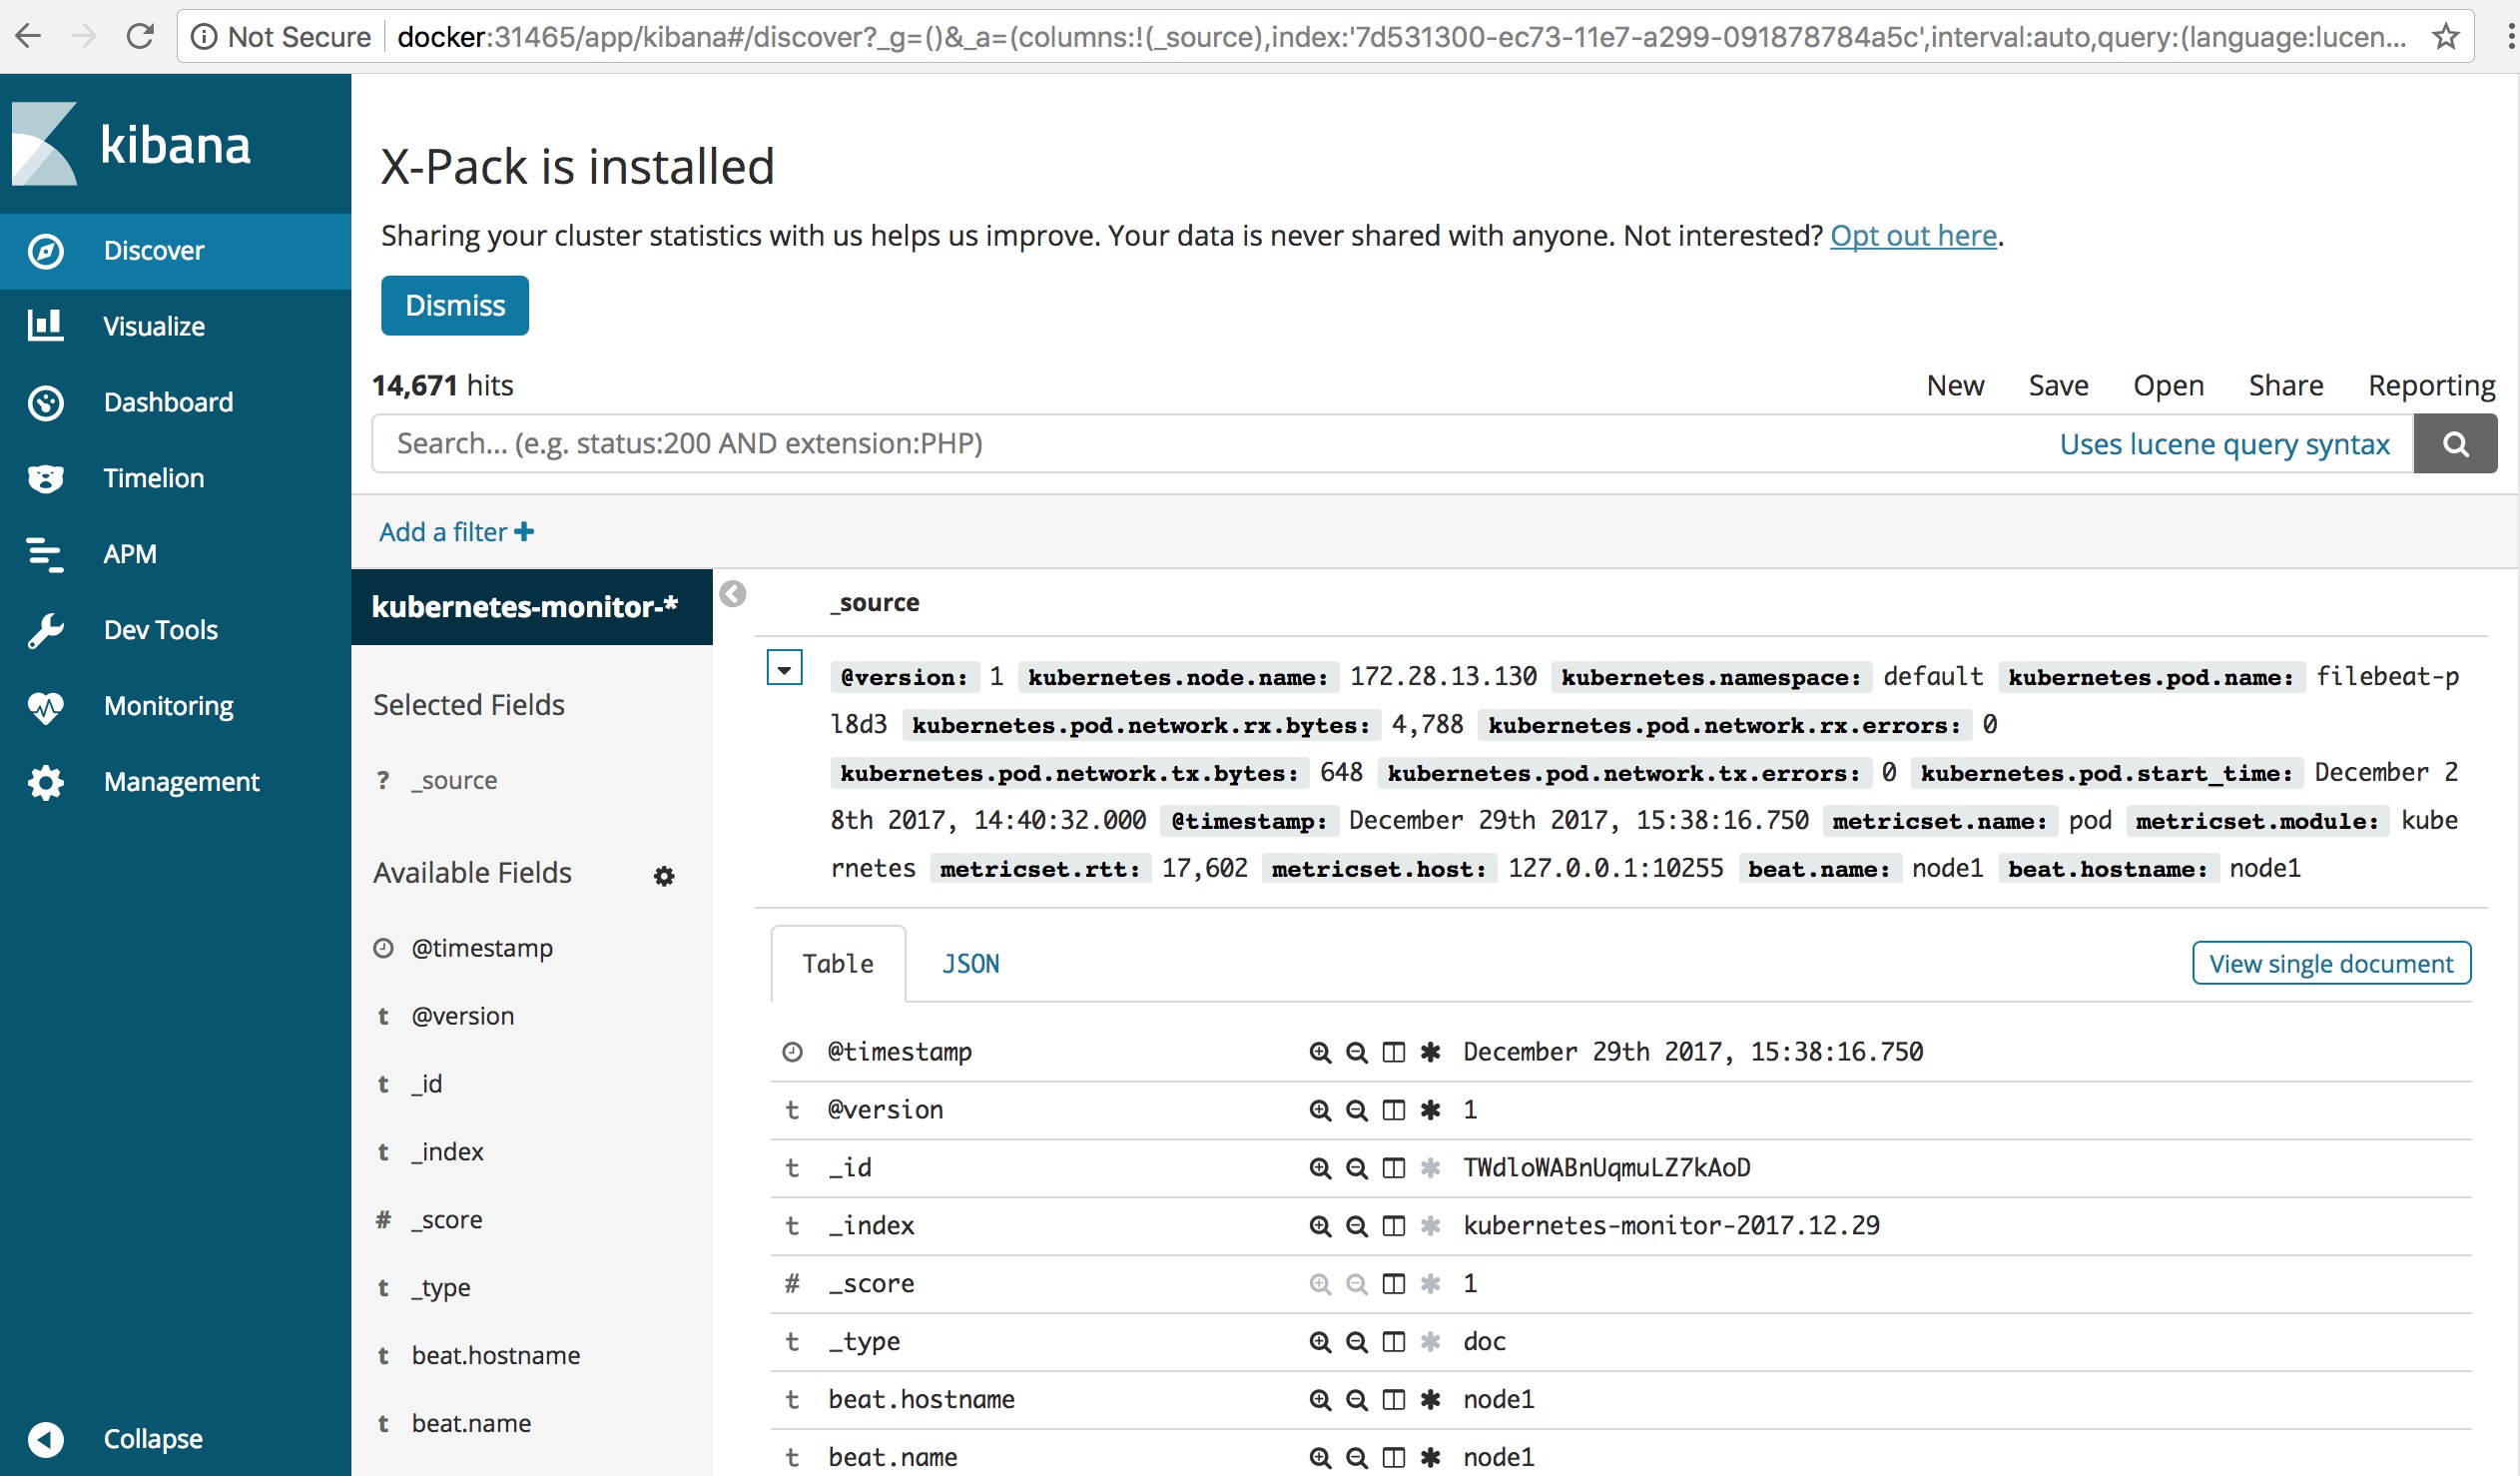 Not Secure docker:31465/app/kibana#/discover?_g=()&_a=(columns:!(_source),index:'7d531300-ec73-11e7-a299-091878784a5c',interval:auto,query:(language:lucen...
kibana
Discover
Visualize
Dashboard
Timelion
APM
Dev Tools
Monitoring
Management
Collapse
X-Pack is installed
Sharing your cluster statistics with us helps us improve. Your data is never shared with anyone. Not interested? Opt out here.
Dismiss
14,671 hits
New Save Open Share Reporting
Search... (e.g. status:200 AND extension:PHP) Uses lucene query syntax
Add a filter +
kubernetes-monitor-*
Selected Fields
? _source
Available Fields
@timestamp
t @version
t _id
t _index
# _score
t _type
t beat.hostname
t beat.name
_source
@version: 1 kubernetes.node.name: 172.28.13.130 kubernetes.namespace: default kubernetes.pod.name: filebeat-p
l8d3 kubernetes.pod.network.rx.bytes: 4,788 kubernetes.pod.network.rx.errors: 0
kubernetes.pod.network.tx.bytes: 648 kubernetes.pod.network.tx.errors: 0 kubernetes.pod.start_time: December 2
8th 2017, 14:40:32.000 @timestamp: December 29th 2017, 15:38:16.750 metricset.name: pod metricset.module: kube
rnetes metricset.rtt: 17,602 metricset.host: 127.0.0.1:10255 beat.name: node1 beat.hostname: node1
Table JSON View single document
@timestamp December 29th 2017, 15:38:16.750
t @version 1
t _id TWdloWABnUqmuLZ7kAoD
t _index kubernetes-monitor-2017.12.29
# _score 1
t _type doc
t beat.hostname node1
t beat.name node1